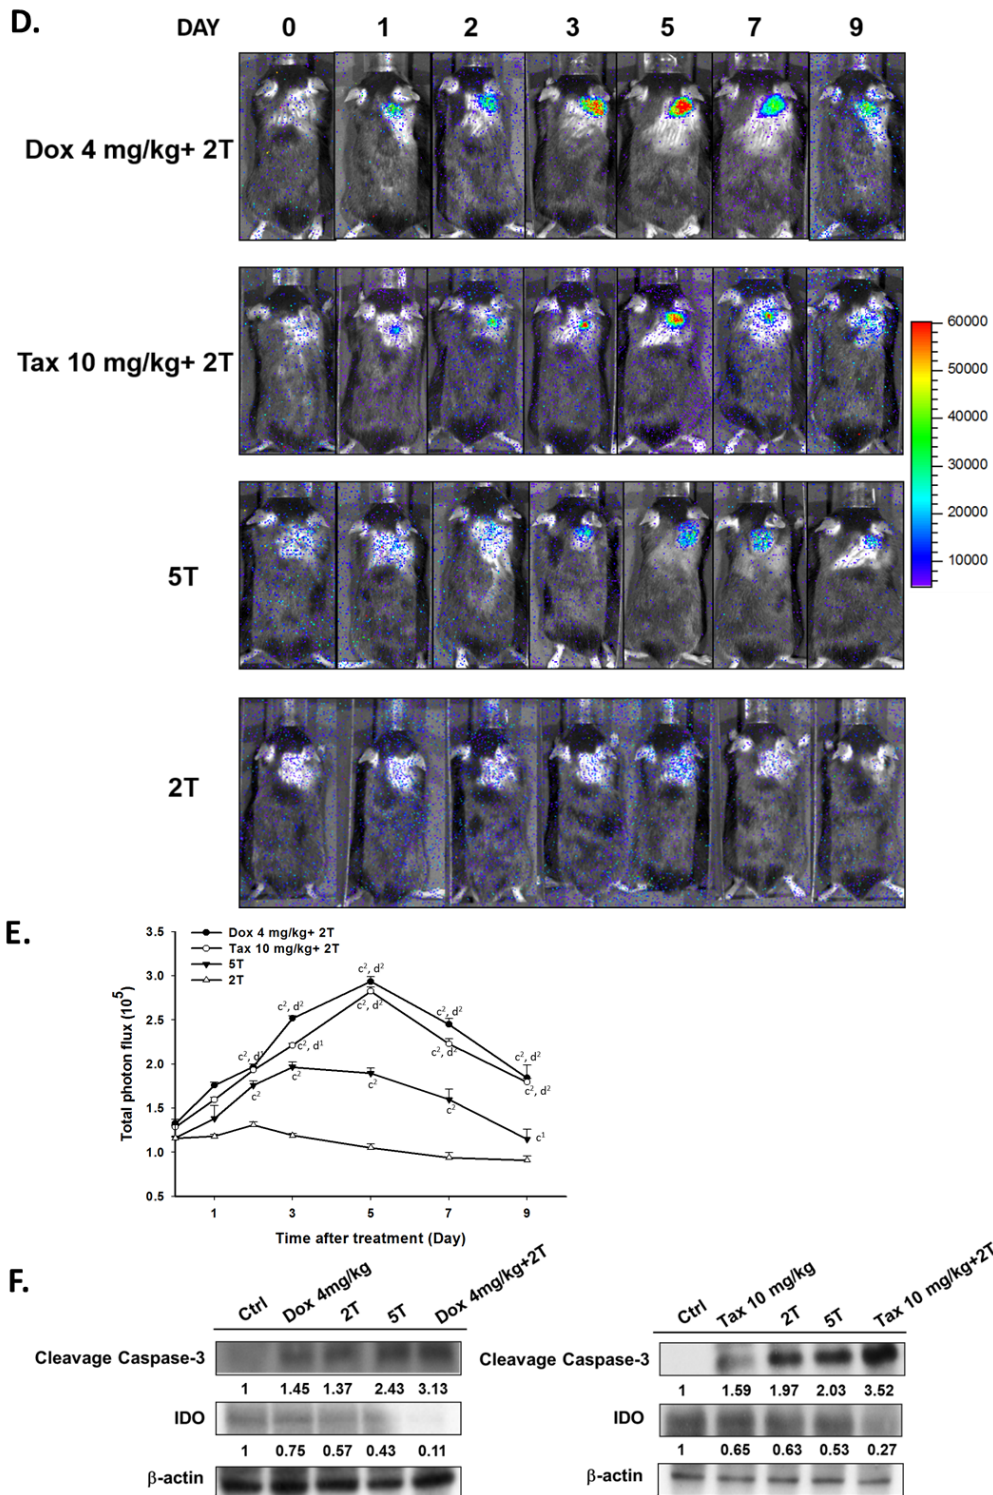 D.
DAY 0 1 2 3 5 7 9
Dox 4 mg/kg+ 2T
Tax 10 mg/kg+ 2T
60000
50000
40000
30000
20000
10000
5T
2T
E.
3.5
3.0
2.5
2.0
1.5
1.0
0.5
Total photon flux (10⁵)
Dox 4 mg/kg+ 2T
Tax 10 mg/kg+ 2T
5T
2T
c², d²
c², d²
c², d²
c², d²
c², d²
c², d¹
c², d²
c², d²
c², d²
c²
c²
c²
c²
c¹
1 3 5 7 9
Time after treatment (Day)
F.
Ctrl Dox 4mg/kg 2T 5T Dox 4mg/kg+2T
Cleavage Caspase-3
1 1.45 1.37 2.43 3.13
IDO
1 0.75 0.57 0.43 0.11
β-actin
Ctrl Tax 10 mg/kg 2T 5T Tax 10 mg/kg+2T
Cleavage Caspase-3
1 1.59 1.97 2.03 3.52
IDO
1 0.65 0.63 0.53 0.27
β-actin